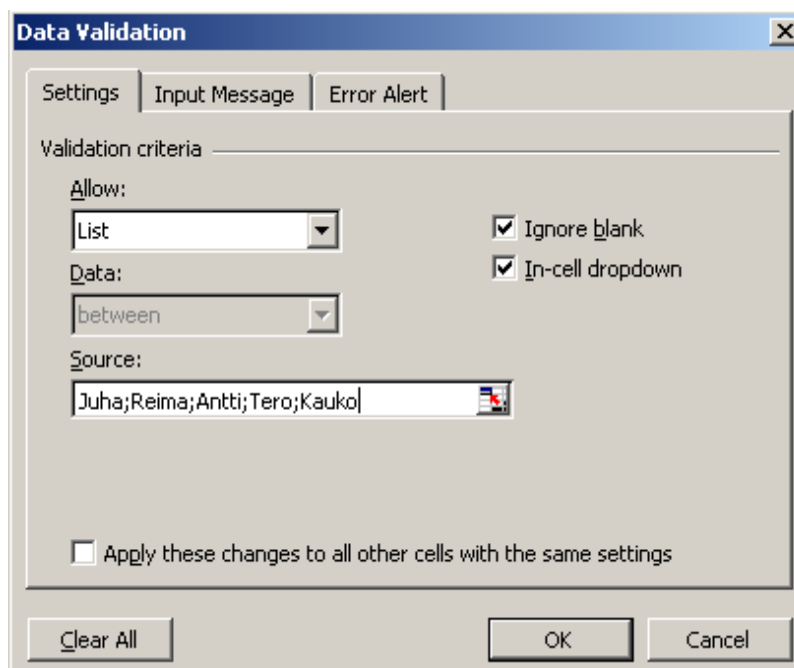 Data Validation
Settings Input Message Error Alert
Validation criteria
Allow:
List
Ignore blank
Data:
In-cell dropdown
between
Source:
Juha;Reima;Antti;Tero;Kauko
Apply these changes to all other cells with the same settings
Clear All OK Cancel